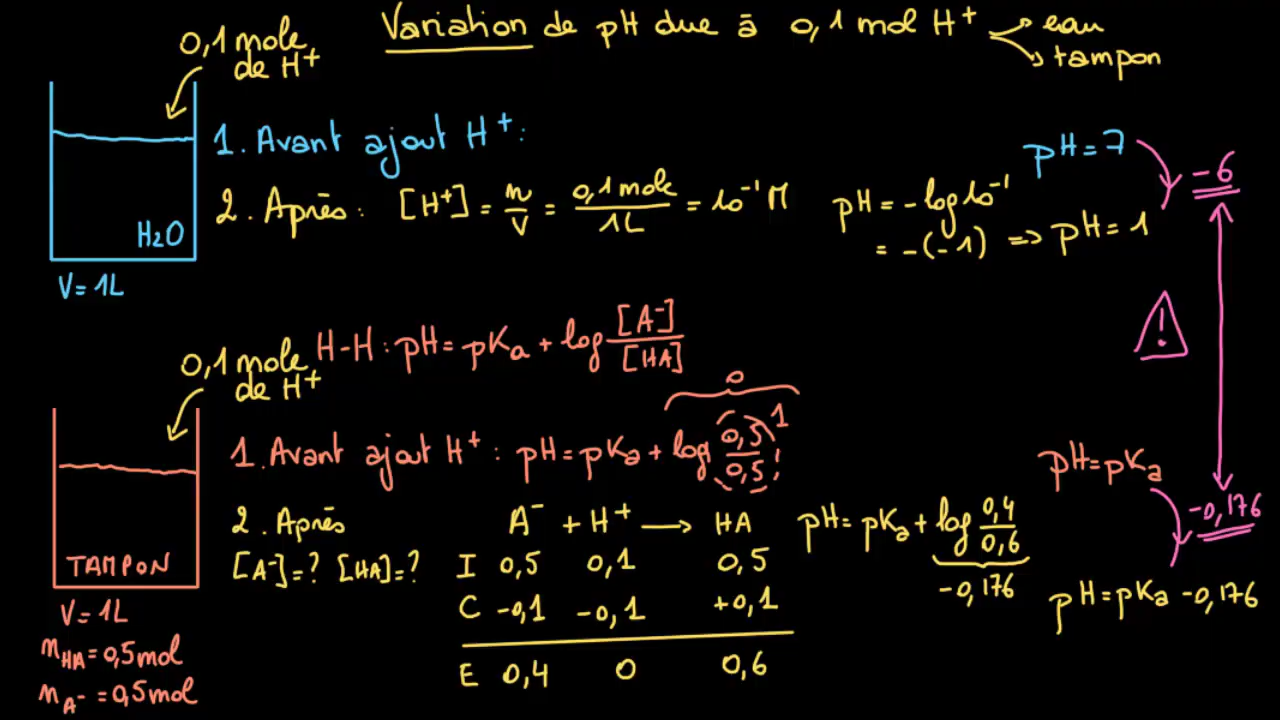 Variation de pH due à 0,1 mol H⁺ → eau
→ tampon
0,1 mole
de H⁺
1. Avant ajout H⁺ : pH = 7
-6
2. Après : [H⁺] = n/V = 0,1 mole/1L = 10⁻¹ M pH = -log 10⁻¹
= -(-1) => pH = 1
H2O
V = 1L
!
0,1 mole
de H⁺
H-H : pH = pKa + log [A⁻]/[HA]
0
1. Avant ajout H⁺ : pH = pKa + log (0,5/0,5) 1
pH = pKa
2. Après
[A⁻] = ? [HA] = ?
A⁻ + H⁺ → HA
I 0,5 0,1 0,5
C -0,1 -0,1 +0,1
E 0,4 0 0,6
pH = pKa + log 0,4/0,6
-0,176
-0,176
pH = pKa -0,176
TAMPON
V = 1L
nHA = 0,5 mol
nA⁻ = 0,5 mol